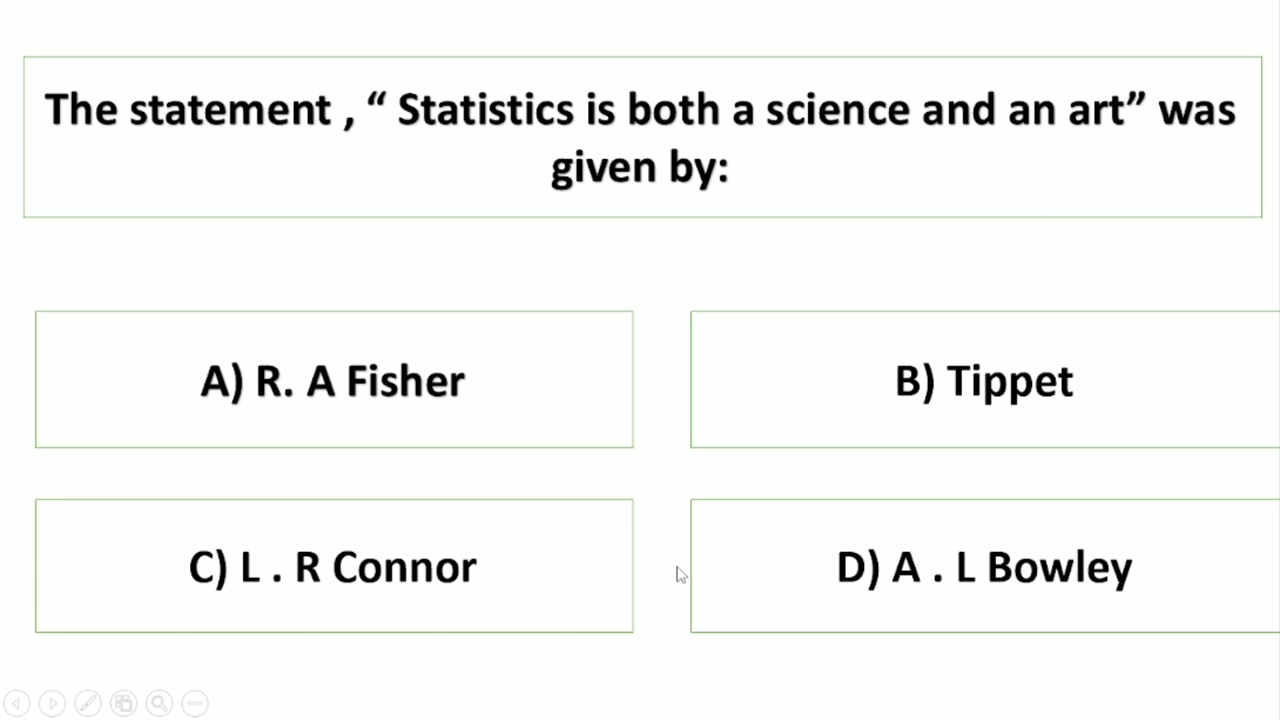 The statement , “ Statistics is both a science and an art” was
given by:
A) R. A Fisher
B) Tippet
C) L . R Connor
D) A . L Bowley